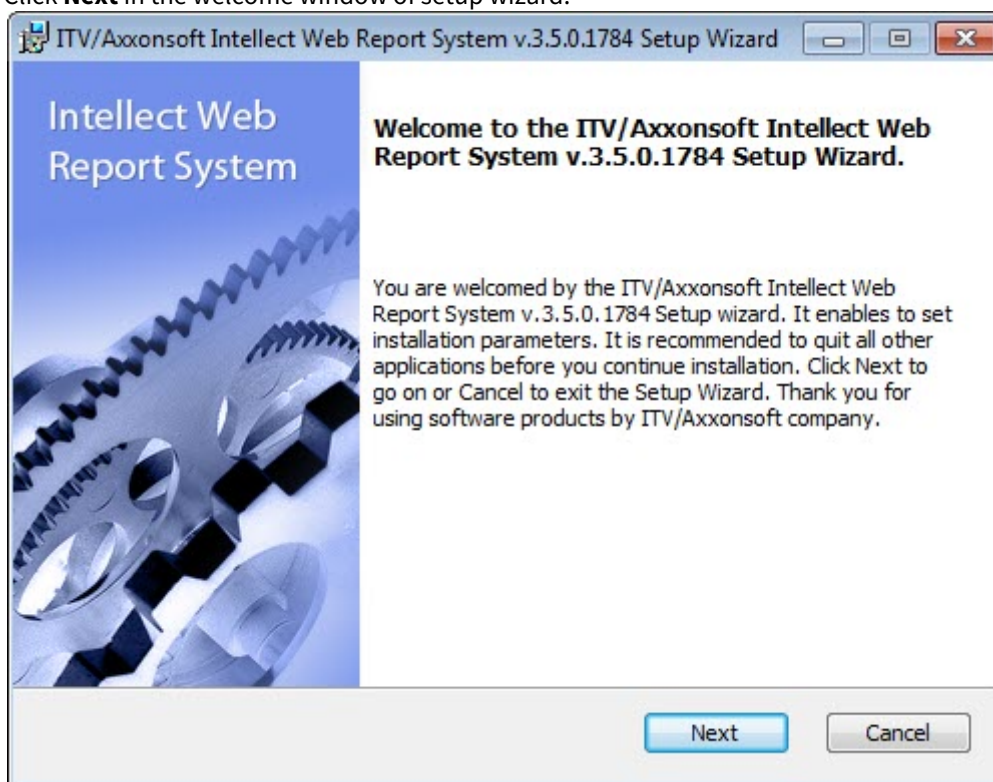 Click Next in the welcome window of setup wizard.
ITV/Axxonsoft Intellect Web Report System v.3.5.0.1784 Setup Wizard
Intellect Web
Report System
Welcome to the ITV/Axxonsoft Intellect Web
Report System v.3.5.0.1784 Setup Wizard.
You are welcomed by the ITV/Axxonsoft Intellect Web
Report System v.3.5.0.1784 Setup wizard. It enables to set
installation parameters. It is recommended to quit all other
applications before you continue installation. Click Next to
go on or Cancel to exit the Setup Wizard. Thank you for
using software products by ITV/Axxonsoft company.
Next
Cancel